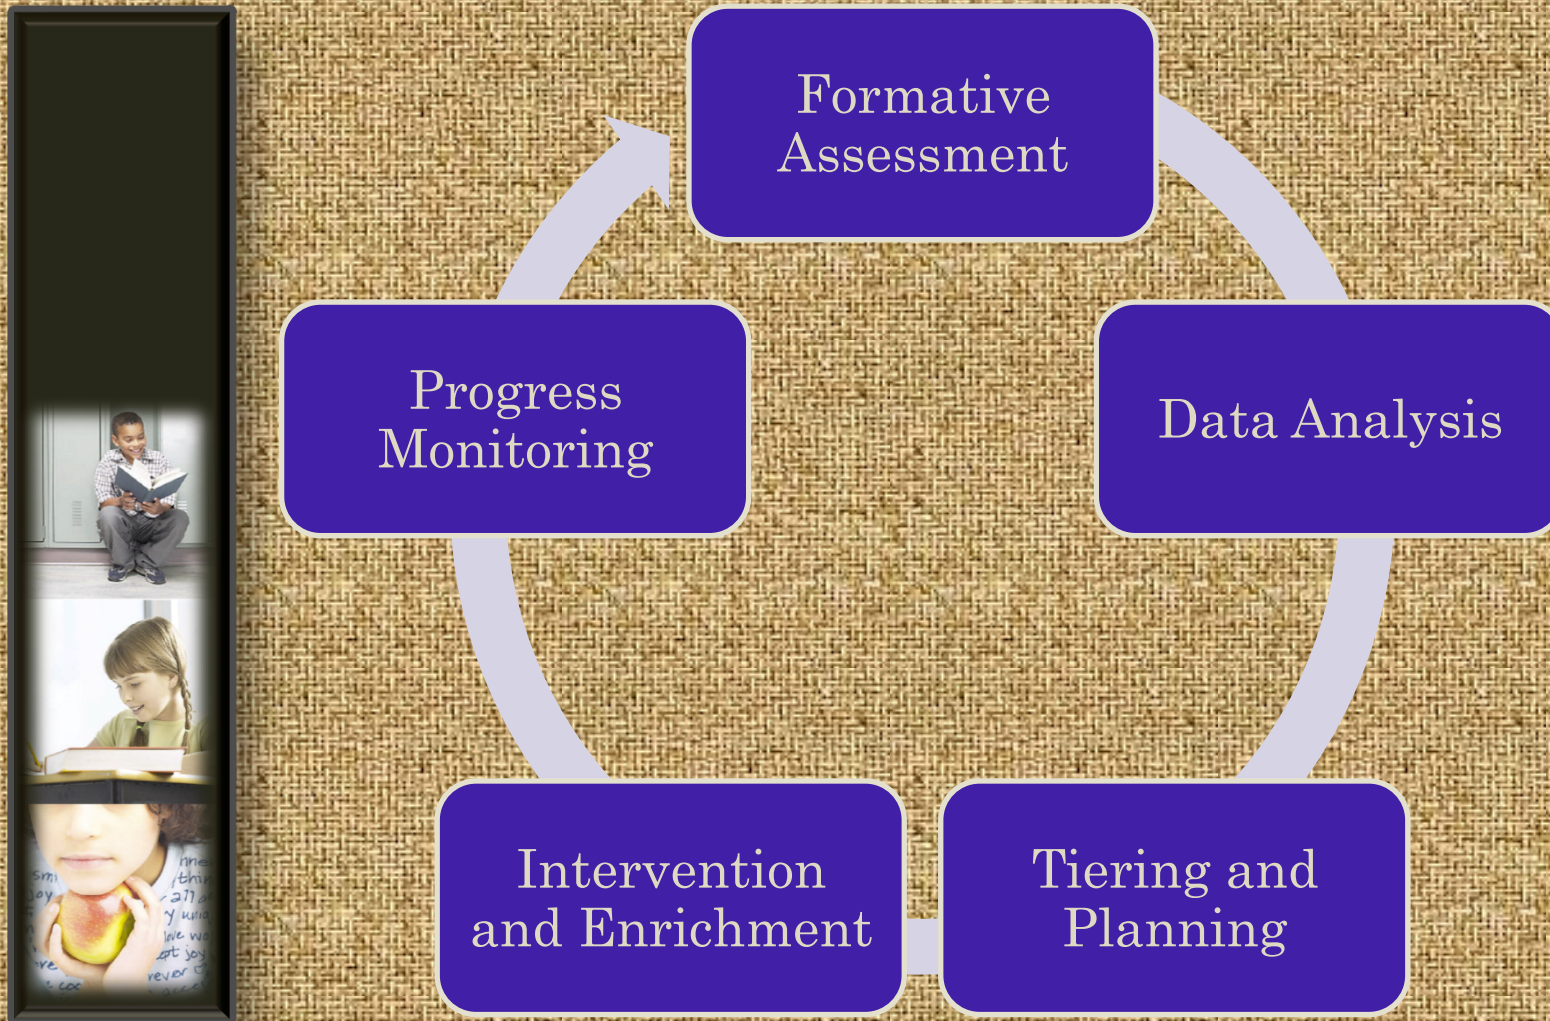 Formative
Assessment
Data Analysis
Tiering and
Planning
Intervention
and Enrichment
Progress
Monitoring